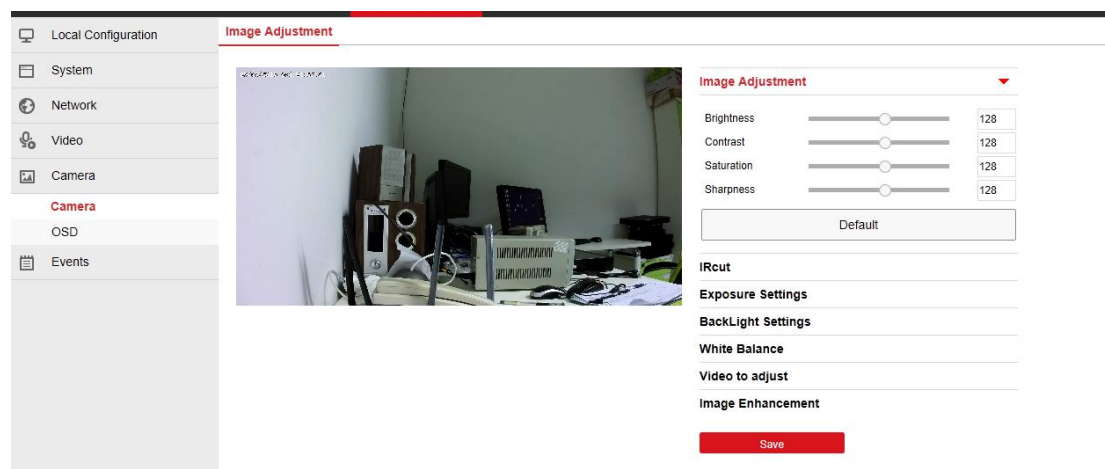 Local Configuration
System
Network
Video
Camera
Camera
OSD
Events
Image Adjustment
Image Adjustment
Brightness 128
Contrast 128
Saturation 128
Sharpness 128
Default
IRcut
Exposure Settings
BackLight Settings
White Balance
Video to adjust
Image Enhancement
Save